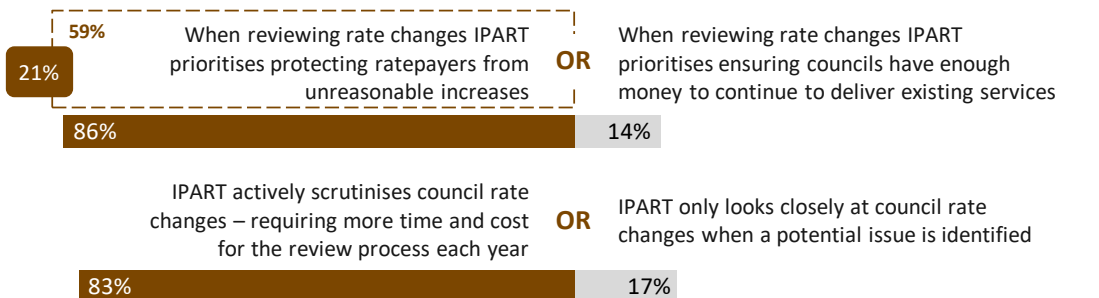 59%
21%
When reviewing rate changes IPART
prioritises protecting ratepayers from
unreasonable increases
OR
When reviewing rate changes IPART
prioritises ensuring councils have enough
money to continue to deliver existing services
86%
14%
IPART actively scrutinises council rate
changes – requiring more time and cost
for the review process each year
OR
IPART only looks closely at council rate
changes when a potential issue is identified
83%
17%